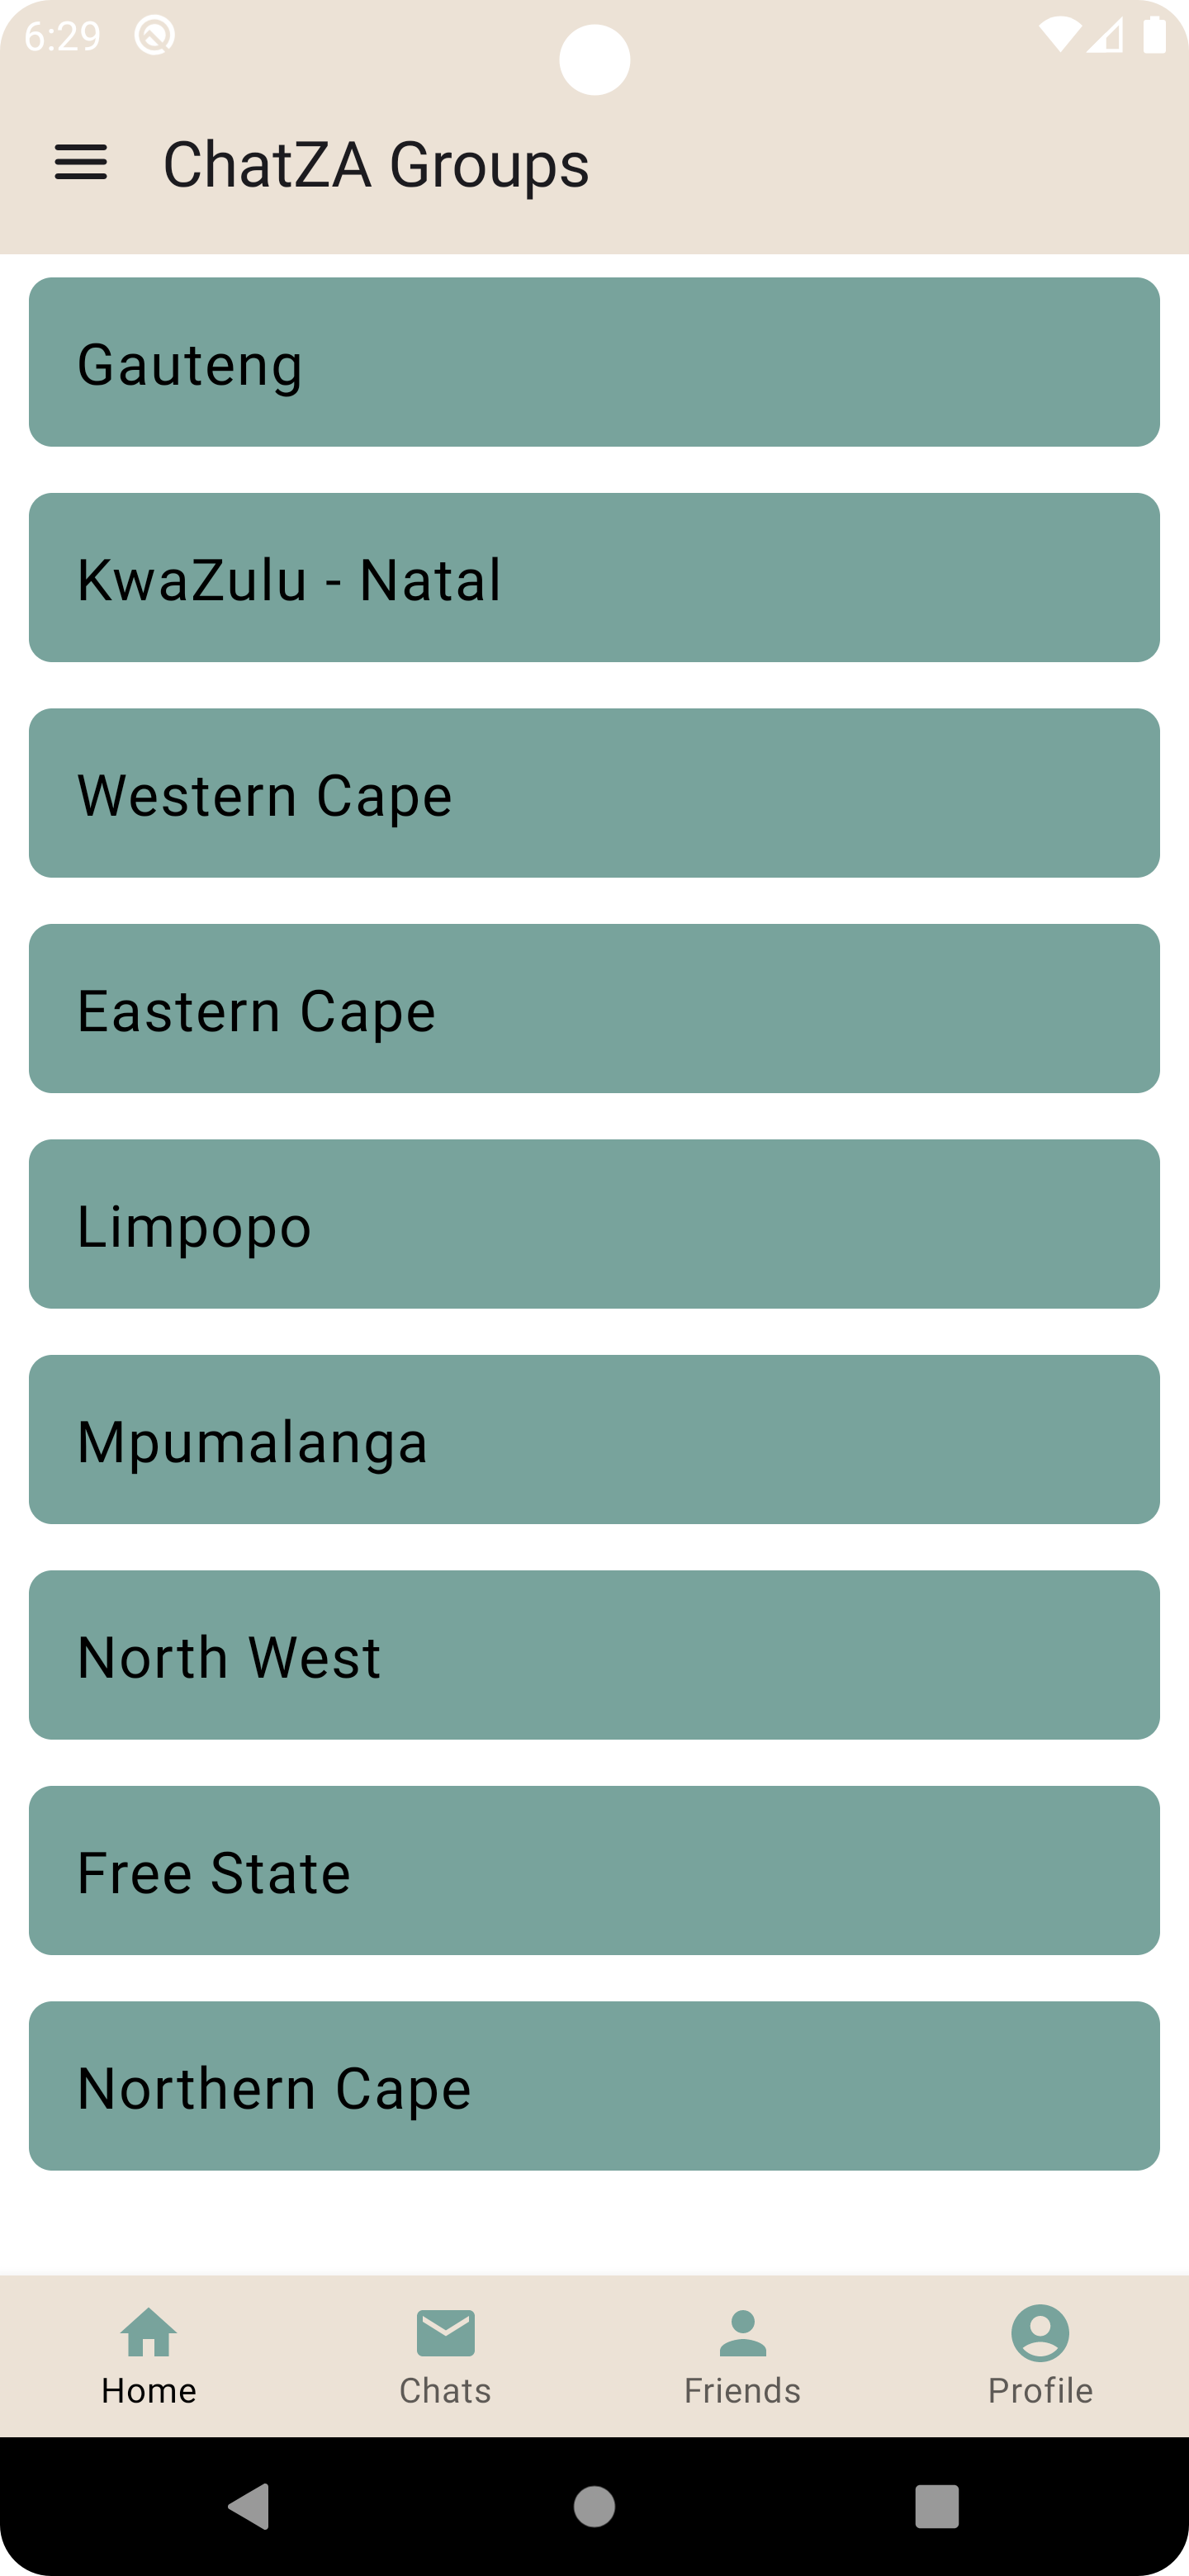 6:29
ChatZA Groups
Gauteng
KwaZulu - Natal
Western Cape
Eastern Cape
Limpopo
Mpumalanga
North West
Free State
Northern Cape
Home Chats Friends Profile